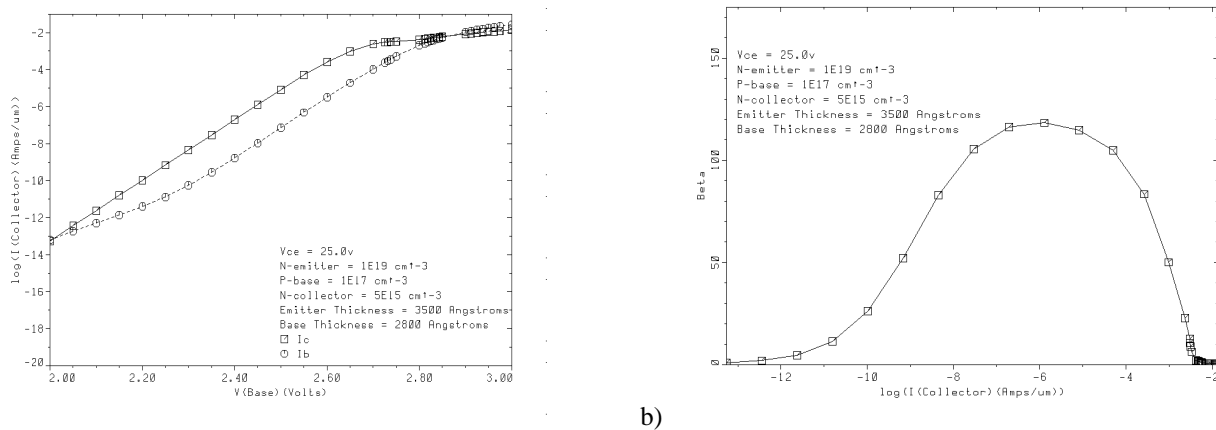 log(I(Collector)(Amps/um))
-2
-4
-6
-8
-10
-12
-14
-16
-18
-20
Vce = 25.0v
N-emitter = 1E19 cm↑-3
P-base = 1E17 cm↑-3
N-collector = 5E15 cm↑-3
Emitter Thickness = 3500 Angstroms
Base Thickness = 2800 Angstroms
Ic
Ib
2.00 2.20 2.40 2.60 2.80 3.00
V(Base)(Volts)
b)
Beta
150
100
50
0
Vce = 25.0v
N-emitter = 1E19 cm↑-3
P-base = 1E17 cm↑-3
N-collector = 5E15 cm↑-3
Emitter Thickness = 3500 Angstroms
Base Thickness = 2800 Angstroms
-12 -10 -8 -6 -4 -2
log(I(Collector)(Amps/um))